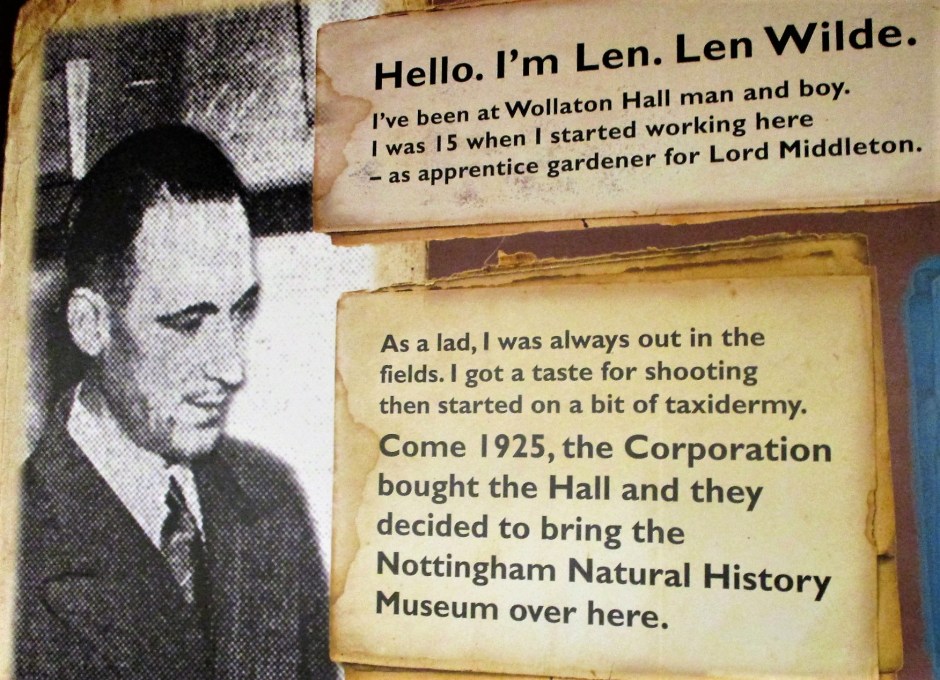 Hello. I'm Len. Len Wilde.
I've been at Wollaton Hall man and boy.
I was 15 when I started working here
– as apprentice gardener for Lord Middleton.
As a lad, I was always out in the
fields. I got a taste for shooting
then started on a bit of taxidermy.
Come 1925, the Corporation
bought the Hall and they
decided to bring the
Nottingham Natural History
Museum over here.